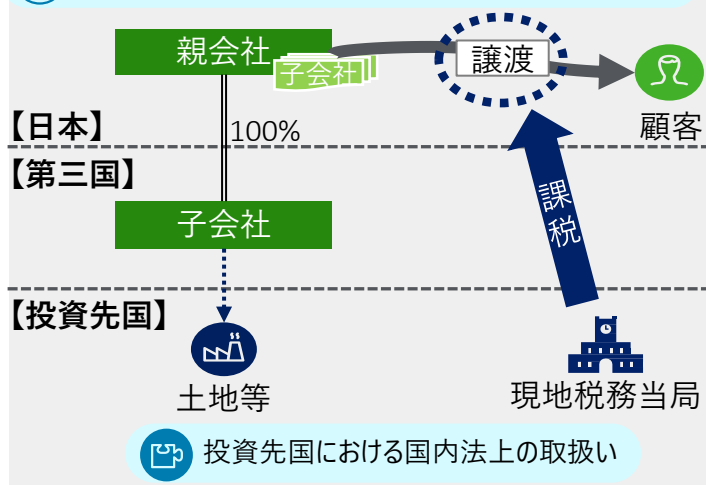 親会社
子会社
譲渡
顧客
【日本】
100%
【第三国】
課税
子会社
【投資先国】
土地等
現地税務当局
投資先国における国内法上の取扱い